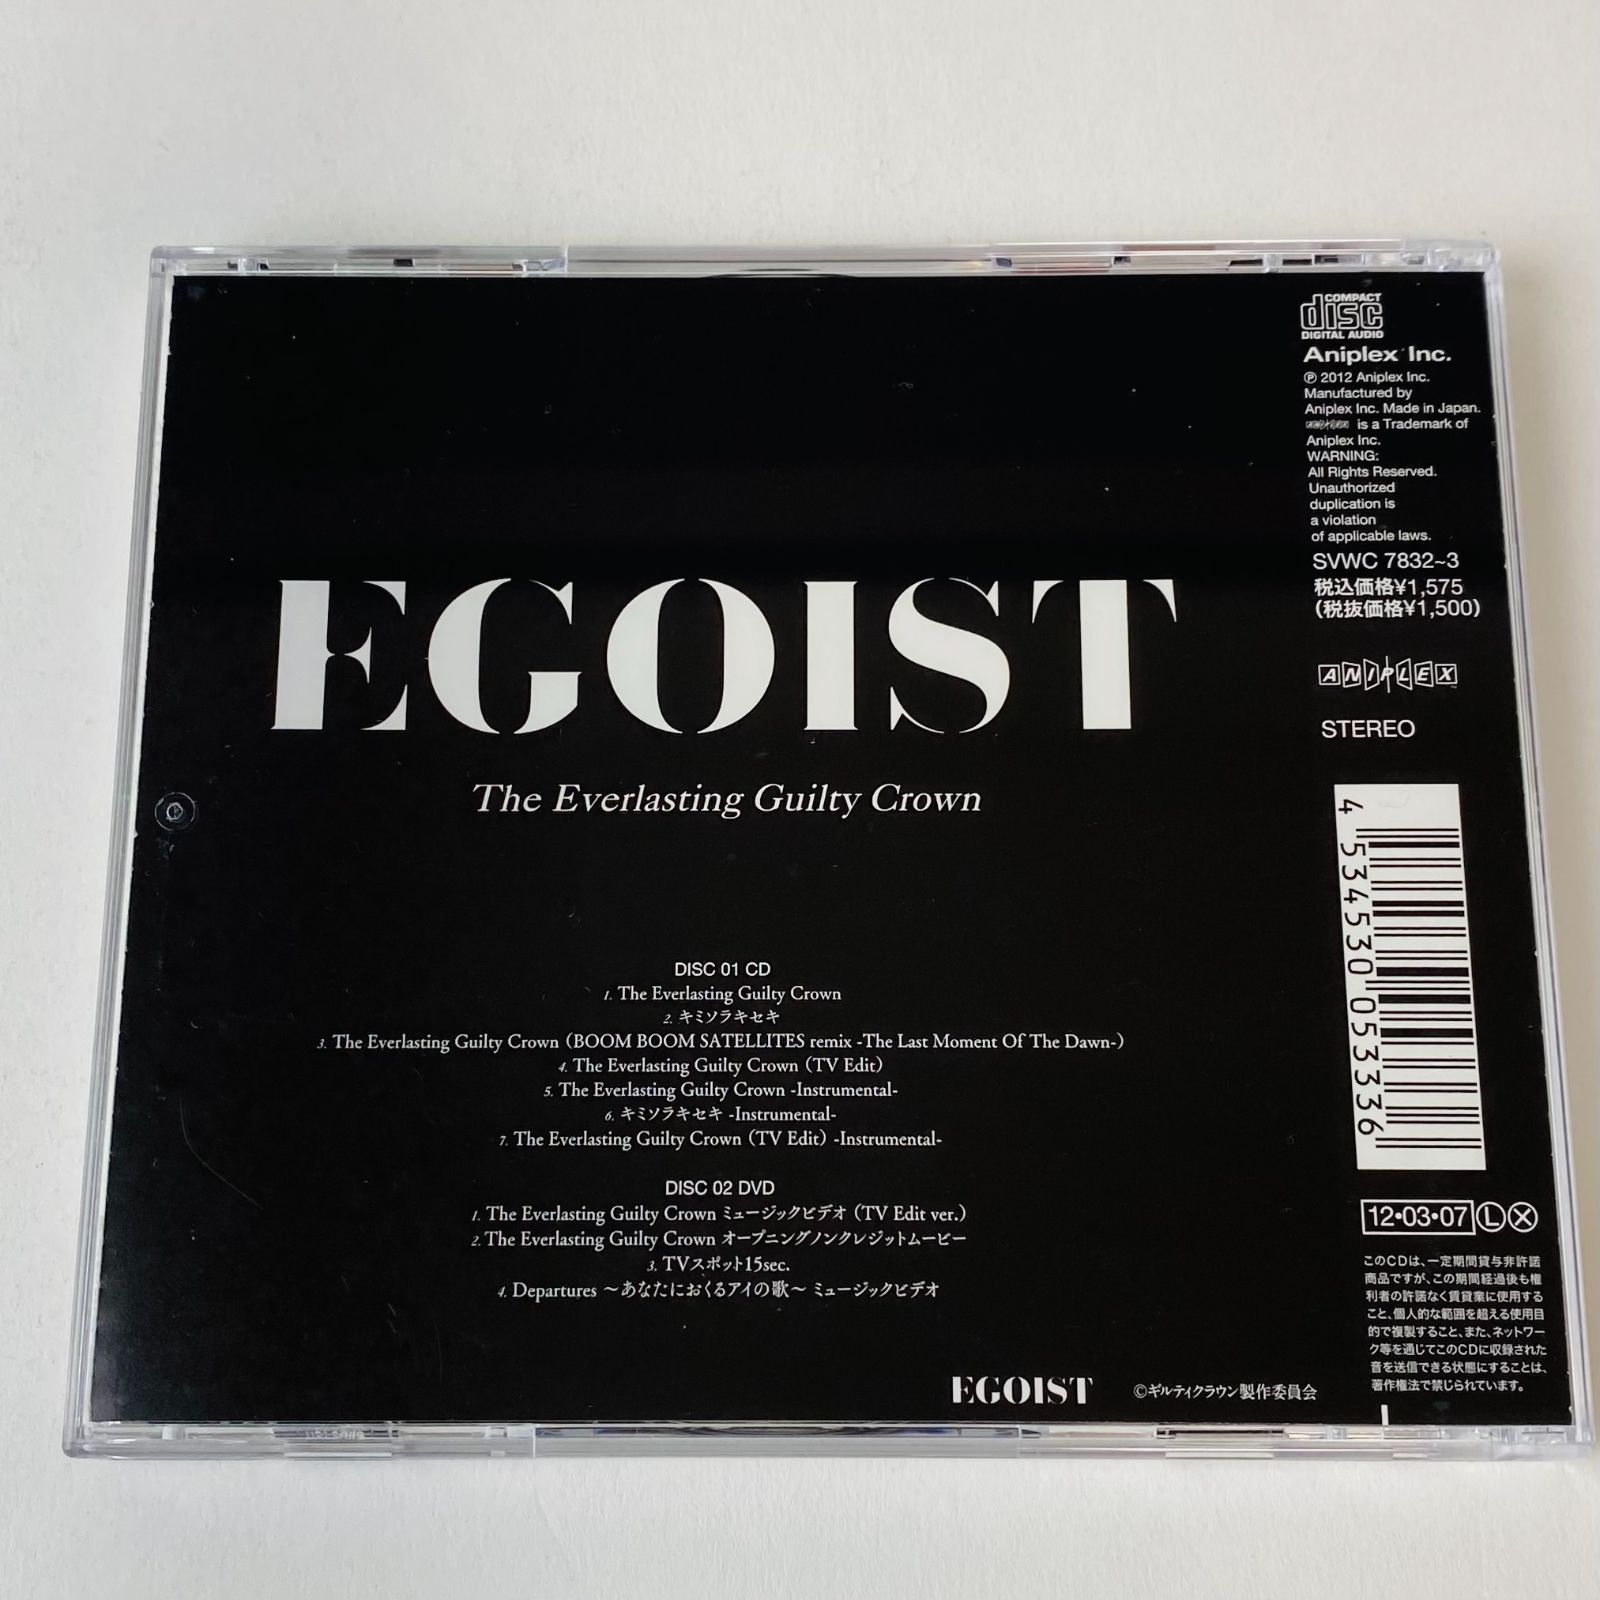 COMPACT
disc
DIGITAL AUDIO
Aniplex Inc.
Ⓟ 2012 Aniplex Inc.
Manufactured by
Aniplex Inc. Made in Japan.
ANIPLEX is a Trademark of
Aniplex Inc.
WARNING:
All Rights Reserved.
Unauthorized
duplication is
a violation
of applicable laws.
SVWC 7832~3
税込価格¥1,575
(税抜価格¥1,500)
ANIPLEX
STEREO
4 534530 053336
12•03•07 Ⓛ Ⓧ
このCDは、一定期間貸与非許諾
商品ですが、この期間経過後も権
利者の許諾なく賃貸業に使用する
こと、個人的な範囲を超える使用目
的で複製すること、また、ネットワー
ク等を通じてこのCDに収録された
音を送信できる状態にすることは、
著作権法で禁じられています。
EGOIST
The Everlasting Guilty Crown
DISC 01 CD
1. The Everlasting Guilty Crown
2. キミソラキセキ
3. The Everlasting Guilty Crown (BOOM BOOM SATELLITES remix -The Last Moment Of The Dawn-)
4. The Everlasting Guilty Crown (TV Edit)
5. The Everlasting Guilty Crown -Instrumental-
6. キミソラキセキ -Instrumental-
7. The Everlasting Guilty Crown (TV Edit) -Instrumental-
DISC 02 DVD
1. The Everlasting Guilty Crown ミュージックビデオ (TV Edit ver.)
2. The Everlasting Guilty Crown オープニングノンクレジットムービー
3. TVスポット15sec.
4. Departures 〜あなたにおくるアイの歌〜 ミュージックビデオ
EGOIST ©ギルティクラウン製作委員会